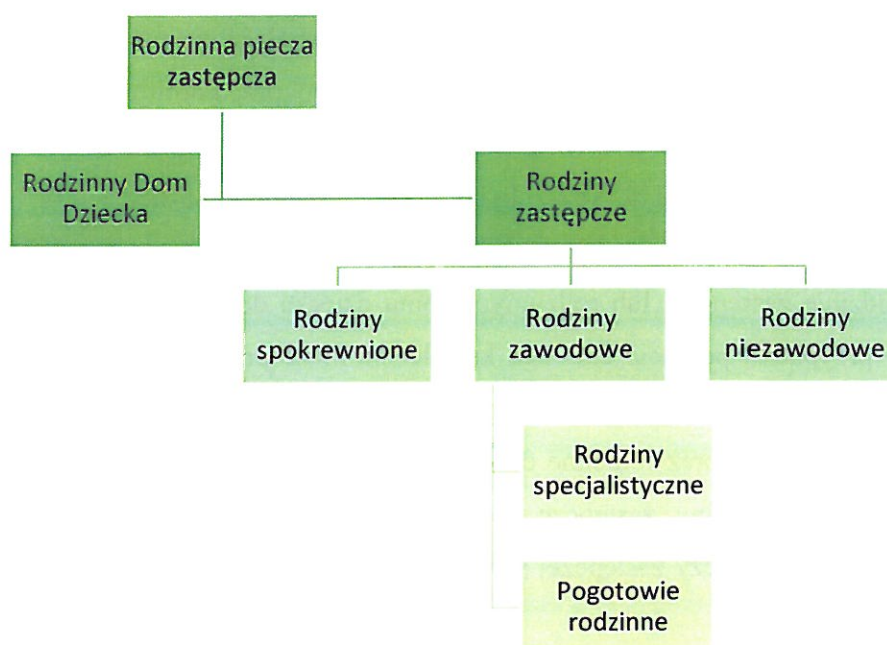 Rodzinna piecza
zastępcza
Rodzinny Dom
Dziecka
Rodziny
zastępcze
Rodziny
spokrewnione
Rodziny
zawodowe
Rodziny
niezawodowe
Rodziny
specjalistyczne
Pogotowie
rodzinne